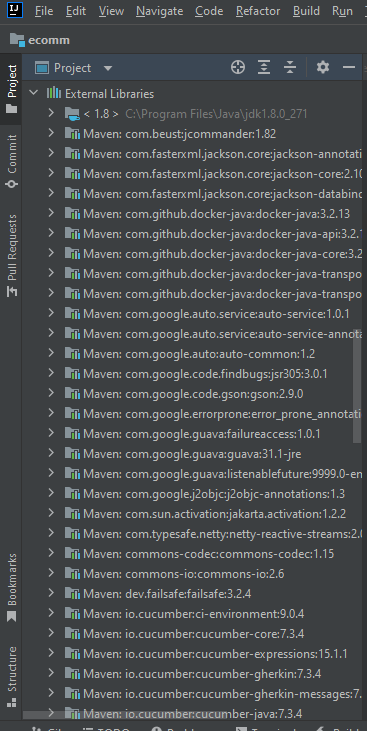 IJ File Edit View Navigate Code Refactor Build Run
ecomm
Project
Project
External Libraries
< 1.8 > C:\Program Files\Java\jdk1.8.0_271
Maven: com.beust:jcommander:1.82
Maven: com.fasterxml.jackson.core:jackson-annotati
Maven: com.fasterxml.jackson.core:jackson-core:2.10
Maven: com.fasterxml.jackson.core:jackson-databind
Maven: com.github.docker-java:docker-java:3.2.13
Maven: com.github.docker-java:docker-java-api:3.2.1
Maven: com.github.docker-java:docker-java-core:3.2
Maven: com.github.docker-java:docker-java-transpo
Maven: com.github.docker-java:docker-java-transpo
Maven: com.google.auto.service:auto-service:1.0.1
Maven: com.google.auto.service:auto-service-annota
Maven: com.google.auto:auto-common:1.2
Maven: com.google.code.findbugs:jsr305:3.0.1
Maven: com.google.code.gson:gson:2.9.0
Maven: com.google.errorprone:error_prone_annotati
Maven: com.google.guava:failureaccess:1.0.1
Maven: com.google.guava:guava:31.1-jre
Maven: com.google.guava:listenablefuture:9999.0-em
Maven: com.google.j2objc:j2objc-annotations:1.3
Maven: com.sun.activation:jakarta.activation:1.2.2
Maven: com.typesafe.netty:netty-reactive-streams:2.0
Maven: commons-codec:commons-codec:1.15
Maven: commons-io:commons-io:2.6
Maven: dev.failsafe:failsafe:3.2.4
Maven: io.cucumber:ci-environment:9.0.4
Maven: io.cucumber:cucumber-core:7.3.4
Maven: io.cucumber:cucumber-expressions:15.1.1
Maven: io.cucumber:cucumber-gherkin:7.3.4
Maven: io.cucumber:cucumber-gherkin-messages:7.
Maven: io.cucumber:cucumber-java:7.3.4
Commit
Pull Requests
Bookmarks
Structure